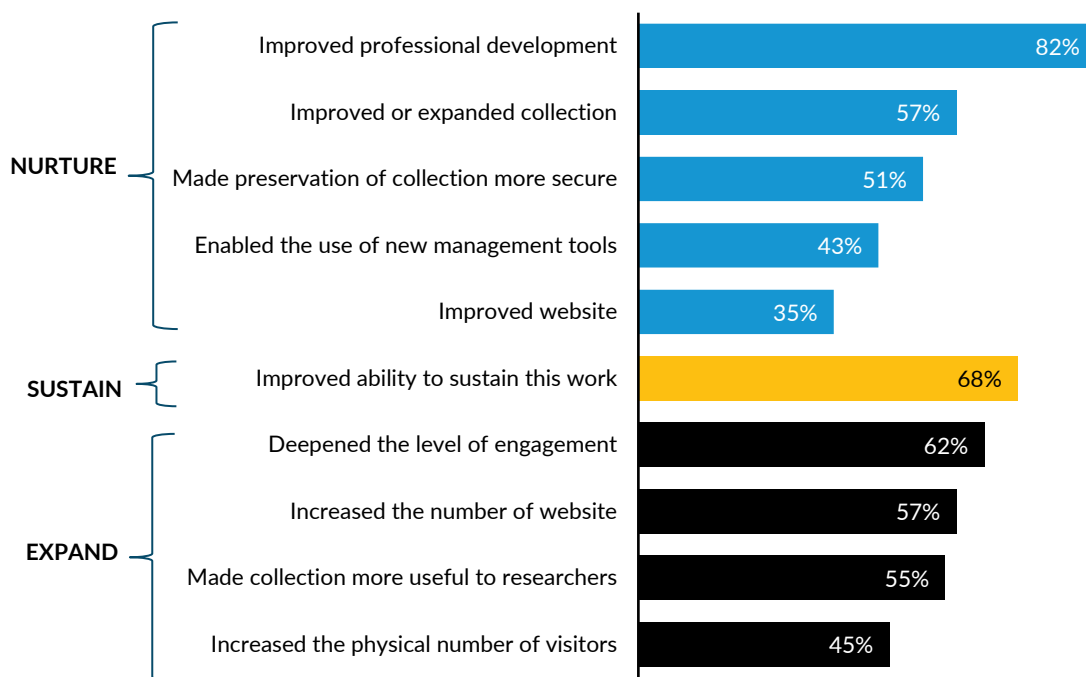 NURTURE
Improved professional development 82%
Improved or expanded collection 57%
Made preservation of collection more secure 51%
Enabled the use of new management tools 43%
Improved website 35%
SUSTAIN
Improved ability to sustain this work 68%
EXPAND
Deepened the level of engagement 62%
Increased the number of website 57%
Made collection more useful to researchers 55%
Increased the physical number of visitors 45%